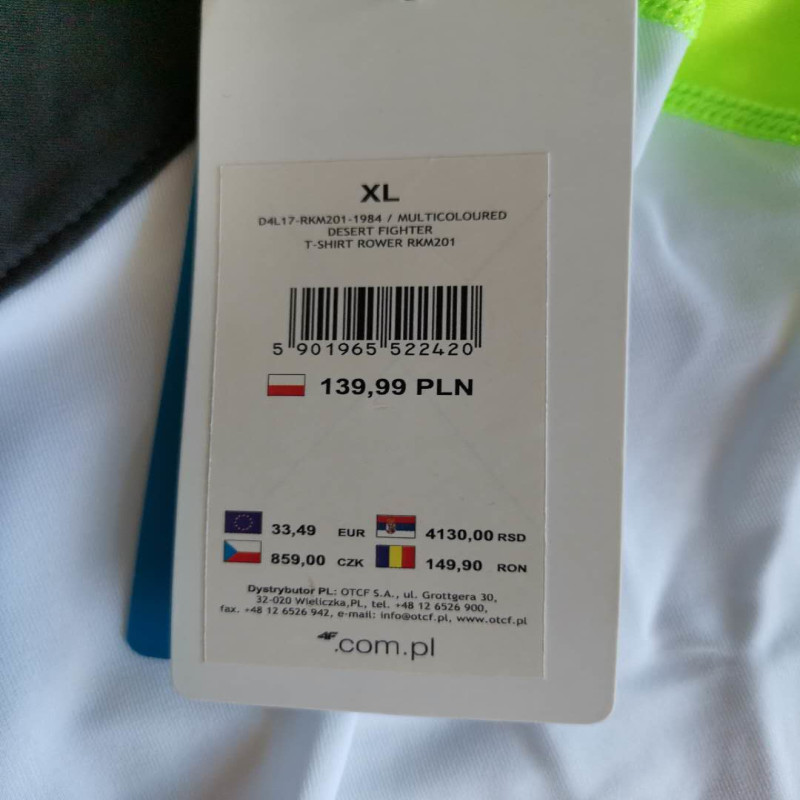 XL
D4L17-RKM201-1984 / MULTICOLOURED
DESERT FIGHTER
T-SHIRT ROWER RKM201
5 901965 522420
139,99 PLN
33,49 EUR 4130,00 RSD
859,00 CZK 149,90 RON
Dystrybutor PL: OTCF S.A., ul. Grottgera 30,
32-020 Wieliczka,PL, tel. +48 12 6526 900,
fax. +48 12 6526 942, e-mail: info@otcf.pl, www.otcf.pl
4F.com.pl